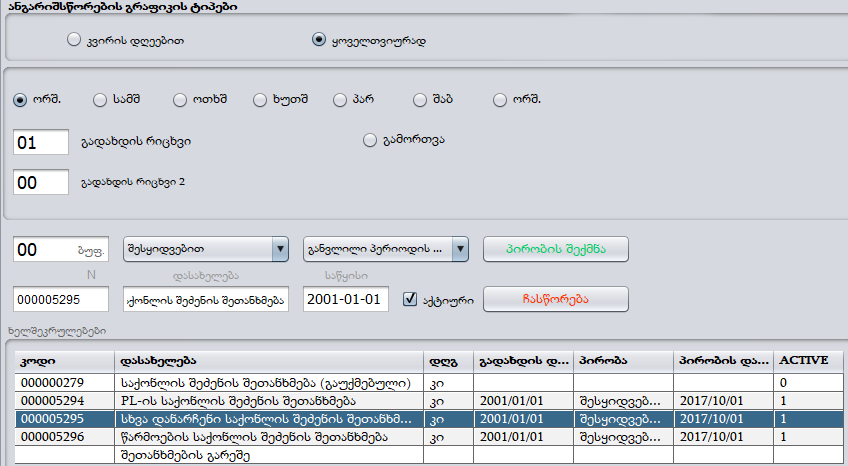 ანგარიშსწორების გრაფიკის ტიპები
კვირის დღეებით ყოველთვიურად
ორშ. სამშ ოთხშ ხუთშ პარ შაბ ორშ.
01 გადახდის რიცხვი გამორთვა
00 გადახდის რიცხვი 2
00 ბუფ. შესყიდვებით განვლილი პერიოდის ... პირობის შექმნა
N დასახელება საწყისი
000005295 ქონლის შეძენის შეთანხმება 2001-01-01 აქტიური ჩასწორება
ხელშეკრულებები
კოდი დასახელება დღგ გადახდის დ... პირობა პირობის და... ACTIVE
000000279 საქონლის შეძენის შეთანხმება (გაუქმებული) კი 0
000005294 PL-ის საქონლის შეძენის შეთანხმება კი 2001/01/01 შესყიდვებ... 2017/10/01 1
000005295 სხვა დანარჩენი საქონლის შეძენის შეთანხმ... კი 2001/01/01 შესყიდვებ... 2017/10/01 1
000005296 წარმოების საქონლის შეძენის შეთანხმება კი 2001/01/01 შესყიდვებ... 2017/10/01 1
შეთანხმების გარეშე